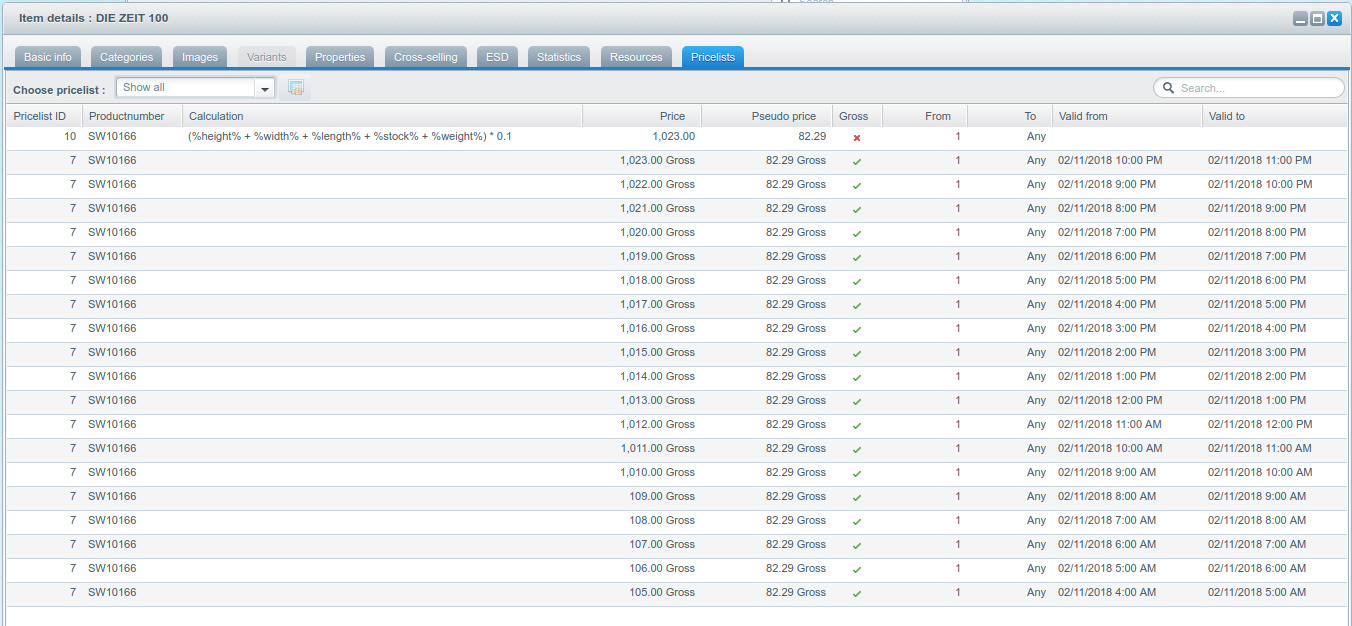 Search
Item details : DIE ZEIT 100
Basic info Categories Images Variants Properties Cross-selling ESD Statistics Resources Pricelists
Choose pricelist : Show all Search...
Pricelist ID Productnumber Calculation Price Pseudo price Gross From To Valid from Valid to
10 SW10166 (%height% + %width% + %length% + %stock% + %weight%) * 0.1 1,023.00 82.29 1 Any
7 SW10166 1,023.00 Gross 82.29 Gross 1 Any 02/11/2018 10:00 PM 02/11/2018 11:00 PM
7 SW10166 1,022.00 Gross 82.29 Gross 1 Any 02/11/2018 9:00 PM 02/11/2018 10:00 PM
7 SW10166 1,021.00 Gross 82.29 Gross 1 Any 02/11/2018 8:00 PM 02/11/2018 9:00 PM
7 SW10166 1,020.00 Gross 82.29 Gross 1 Any 02/11/2018 7:00 PM 02/11/2018 8:00 PM
7 SW10166 1,019.00 Gross 82.29 Gross 1 Any 02/11/2018 6:00 PM 02/11/2018 7:00 PM
7 SW10166 1,018.00 Gross 82.29 Gross 1 Any 02/11/2018 5:00 PM 02/11/2018 6:00 PM
7 SW10166 1,017.00 Gross 82.29 Gross 1 Any 02/11/2018 4:00 PM 02/11/2018 5:00 PM
7 SW10166 1,016.00 Gross 82.29 Gross 1 Any 02/11/2018 3:00 PM 02/11/2018 4:00 PM
7 SW10166 1,015.00 Gross 82.29 Gross 1 Any 02/11/2018 2:00 PM 02/11/2018 3:00 PM
7 SW10166 1,014.00 Gross 82.29 Gross 1 Any 02/11/2018 1:00 PM 02/11/2018 2:00 PM
7 SW10166 1,013.00 Gross 82.29 Gross 1 Any 02/11/2018 12:00 PM 02/11/2018 1:00 PM
7 SW10166 1,012.00 Gross 82.29 Gross 1 Any 02/11/2018 11:00 AM 02/11/2018 12:00 PM
7 SW10166 1,011.00 Gross 82.29 Gross 1 Any 02/11/2018 10:00 AM 02/11/2018 11:00 AM
7 SW10166 1,010.00 Gross 82.29 Gross 1 Any 02/11/2018 9:00 AM 02/11/2018 10:00 AM
7 SW10166 109.00 Gross 82.29 Gross 1 Any 02/11/2018 8:00 AM 02/11/2018 9:00 AM
7 SW10166 108.00 Gross 82.29 Gross 1 Any 02/11/2018 7:00 AM 02/11/2018 8:00 AM
7 SW10166 107.00 Gross 82.29 Gross 1 Any 02/11/2018 6:00 AM 02/11/2018 7:00 AM
7 SW10166 106.00 Gross 82.29 Gross 1 Any 02/11/2018 5:00 AM 02/11/2018 6:00 AM
7 SW10166 105.00 Gross 82.29 Gross 1 Any 02/11/2018 4:00 AM 02/11/2018 5:00 AM